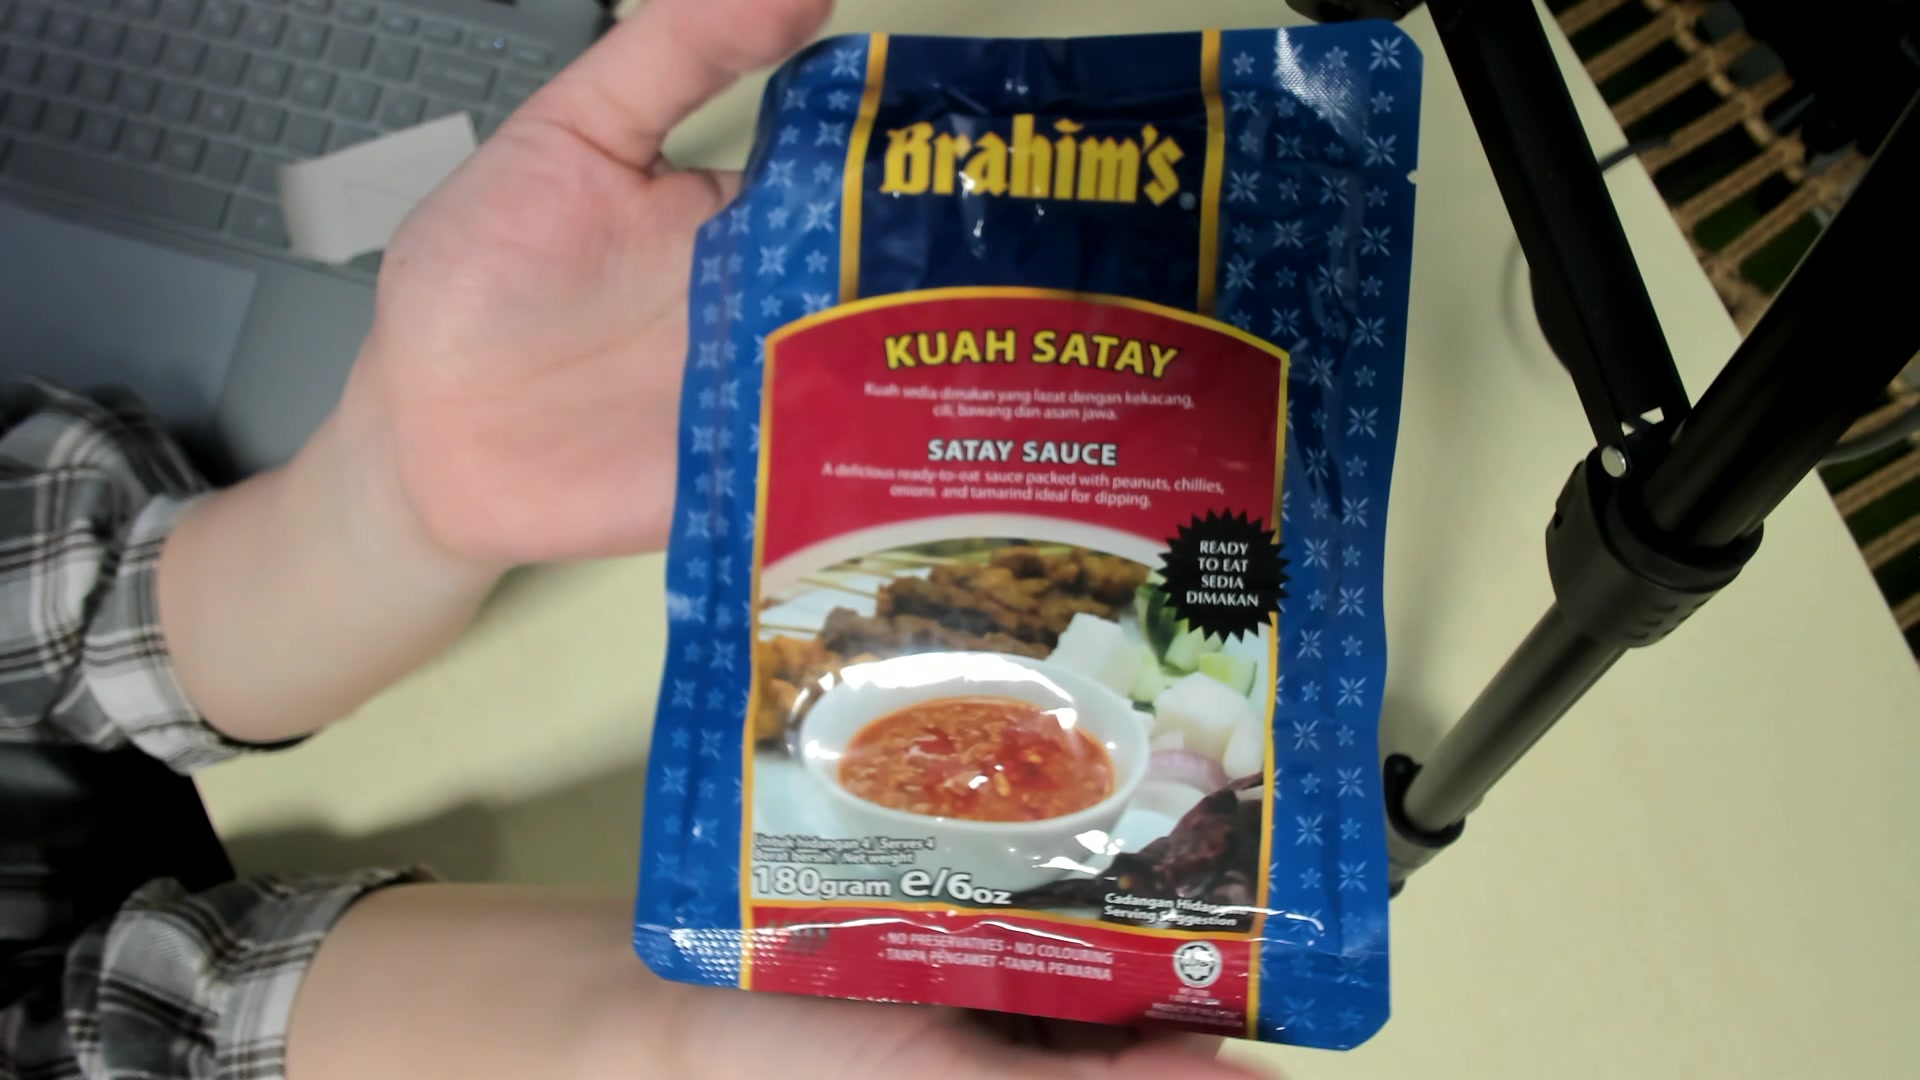 Brahim's®
KUAH SATAY
Kuah sedia dimakan yang lazat dengan kekacang,
cili, bawang dan asam jawa.
SATAY SAUCE
A delicious ready-to-eat sauce packed with peanuts, chillies,
onions and tamarind ideal for dipping.
READY
TO EAT
SEDIA
DIMAKAN
Untuk hidangan 4 / Serves 4
Berat bersih / Net weight
180gram e/6oz
Cadangan Hidangan
Serving Suggestion
• NO PRESERVATIVES • NO COLOURING
• TANPA PENGAWET • TANPA PEWARNA